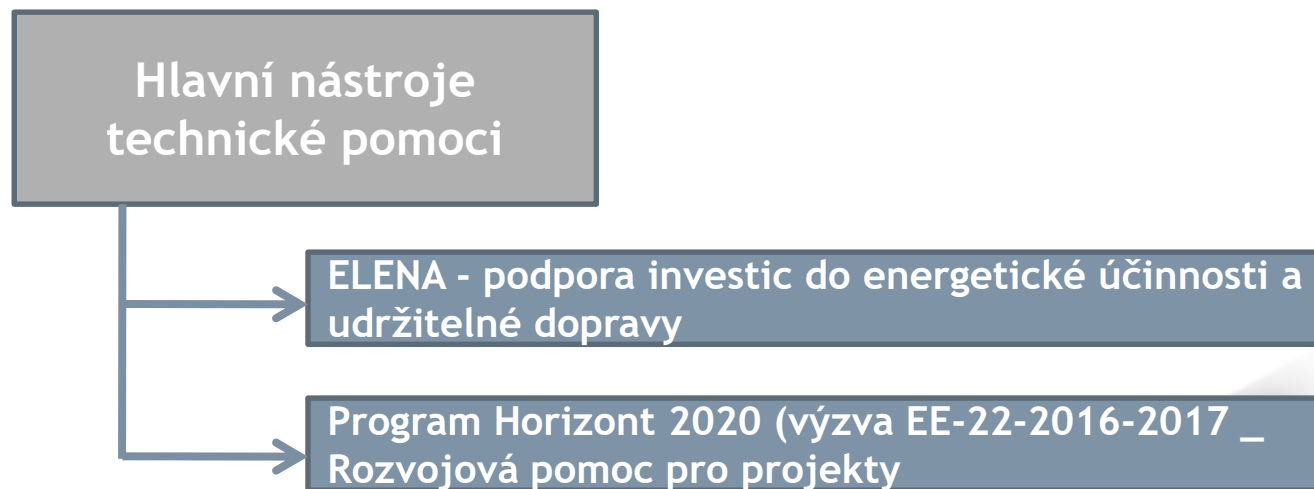 Hlavní nástroje
technické pomoci
ELENA - podpora investic do energetické účinnosti a
udržitelné dopravy
Program Horizont 2020 (výzva EE-22-2016-2017 _
Rozvojová pomoc pro projekty